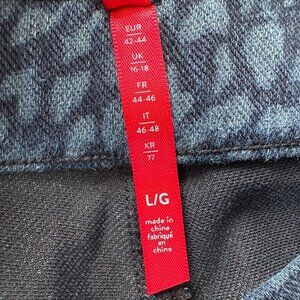 EUR
42-44
UK
16-18
FR
44-46
IT
46-48
KR
77
L/G
made in
china
fabriqué
en chine